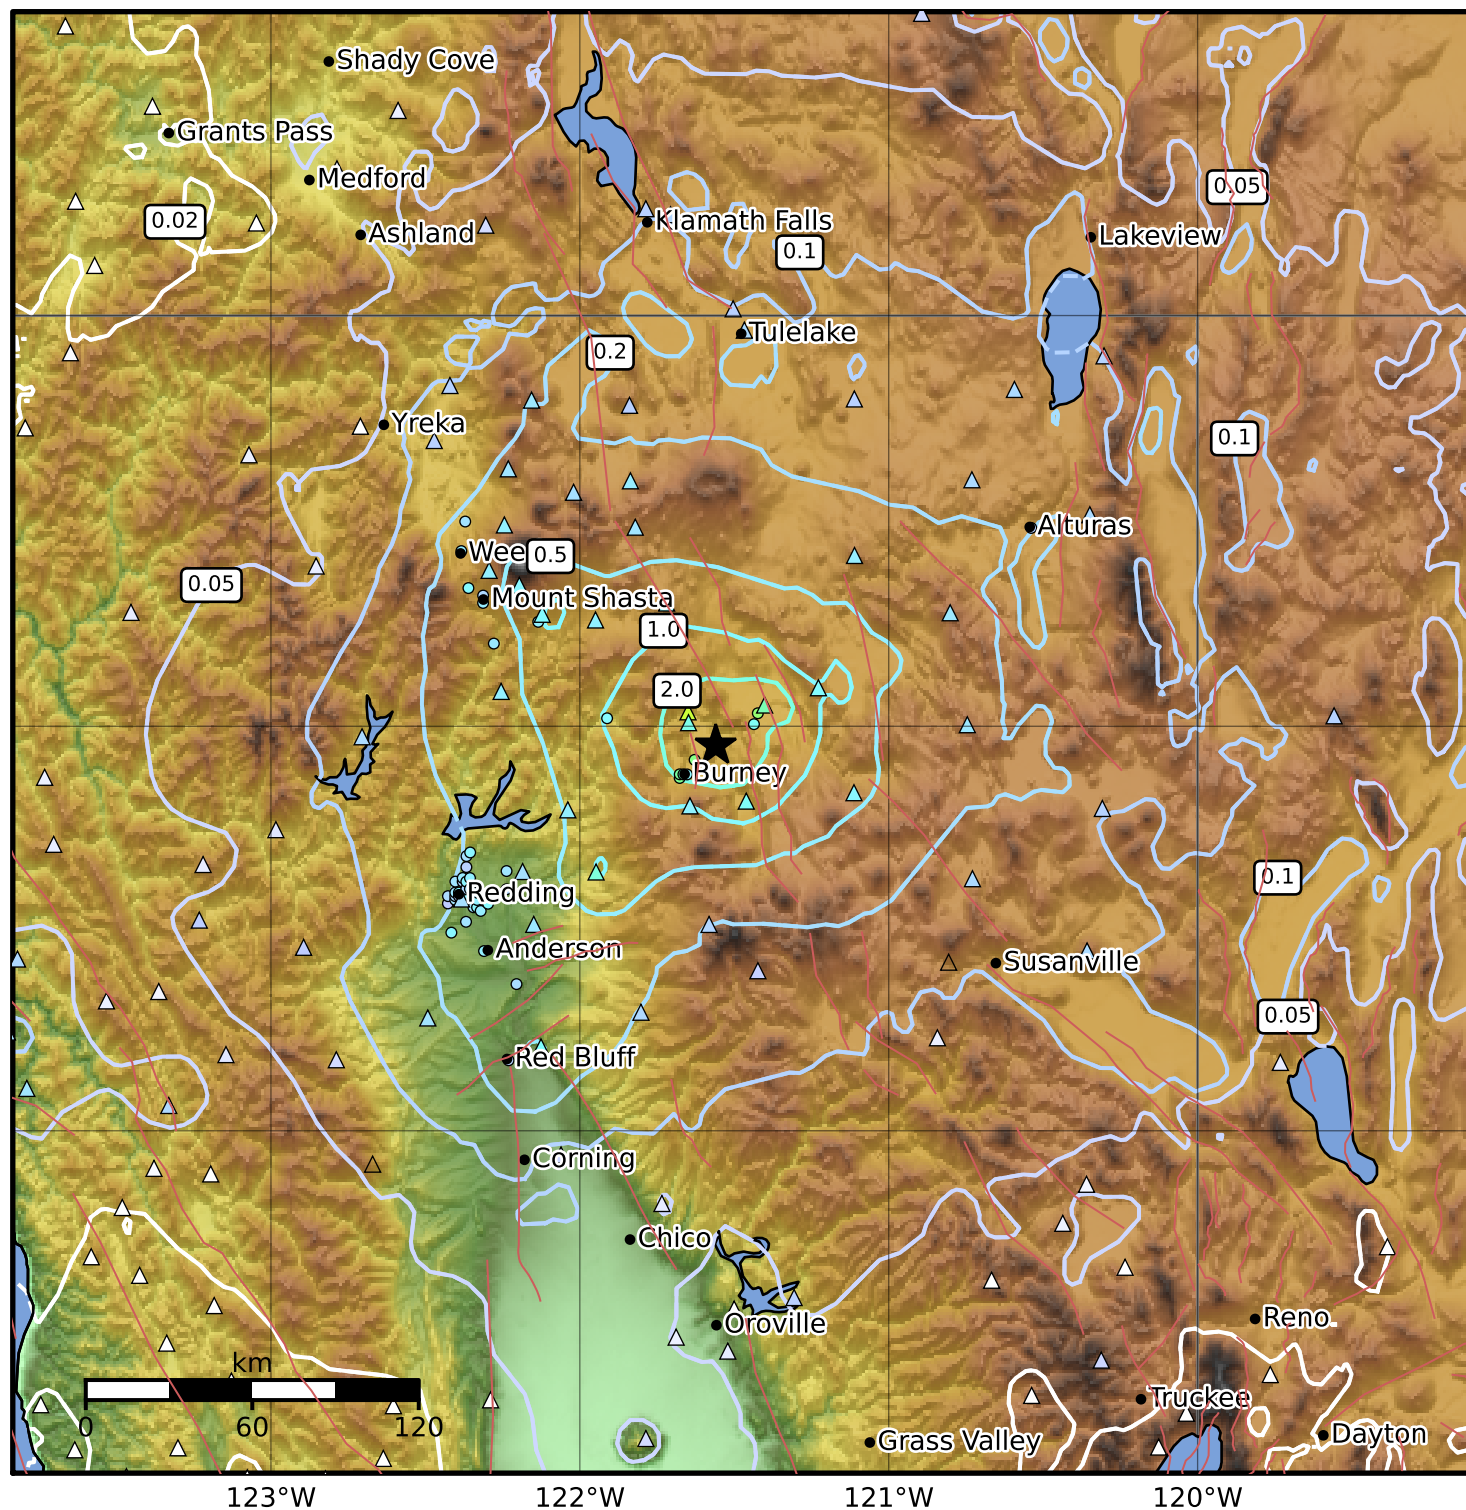 Shady Cove
Grants Pass
Medford
0.05
0.02
Klamath Falls
Ashland
Lakeview
0.1
Tulelake
0.2
Yreka
0.1
Alturas
Wee
0.5
0.05
Mount Shasta
1.0
2.0
Burney
0.1
Redding
Anderson
Susanville
0.05
Red Bluff
Corning
Chico
Reno
Oroville
km
Truckee
0 60 120
Dayton
Grass Valley
123°W 122°W 121°W 120°W